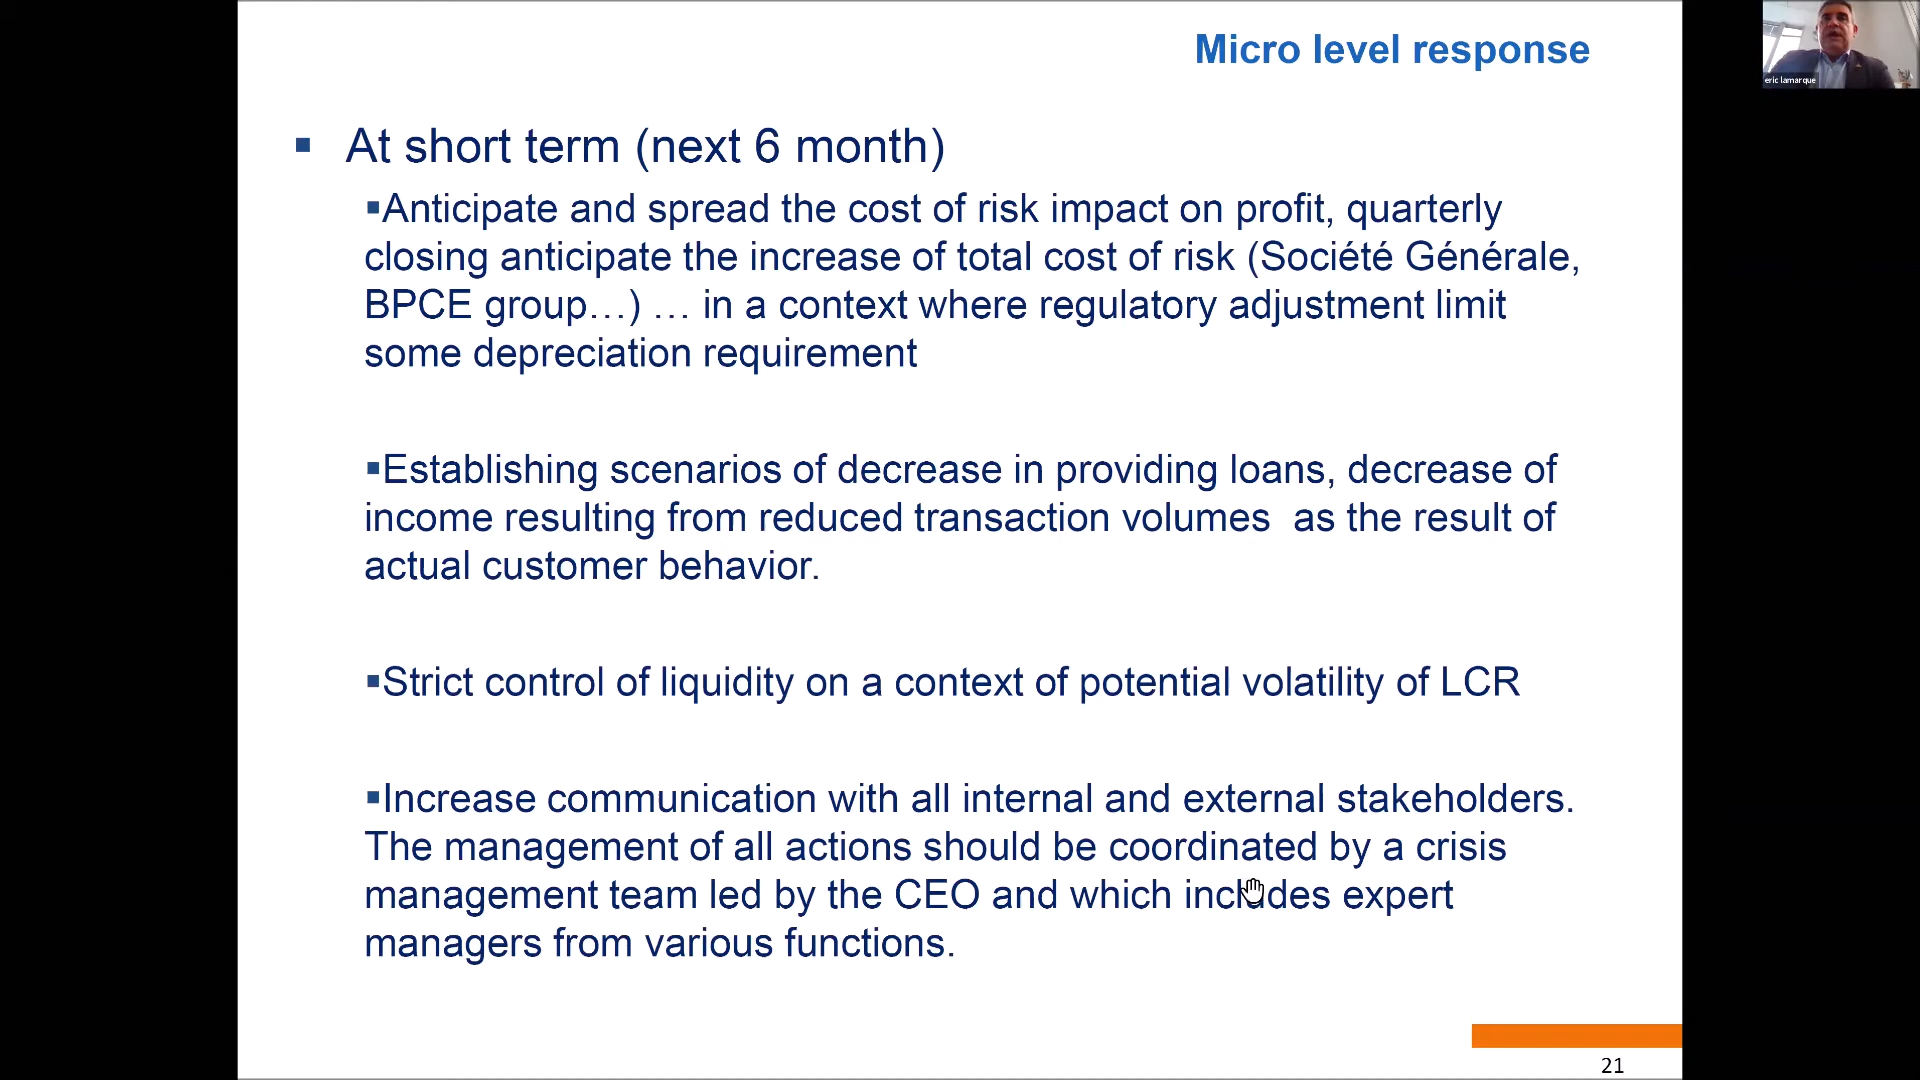 Micro level response
eric lamarque
▪ At short term (next 6 month)
▪Anticipate and spread the cost of risk impact on profit, quarterly
closing anticipate the increase of total cost of risk (Société Générale,
BPCE group…) … in a context where regulatory adjustment limit
some depreciation requirement
▪Establishing scenarios of decrease in providing loans, decrease of
income resulting from reduced transaction volumes  as the result of
actual customer behavior.
▪Strict control of liquidity on a context of potential volatility of LCR
▪Increase communication with all internal and external stakeholders.
The management of all actions should be coordinated by a crisis
management team led by the CEO and which includes expert
managers from various functions.
21